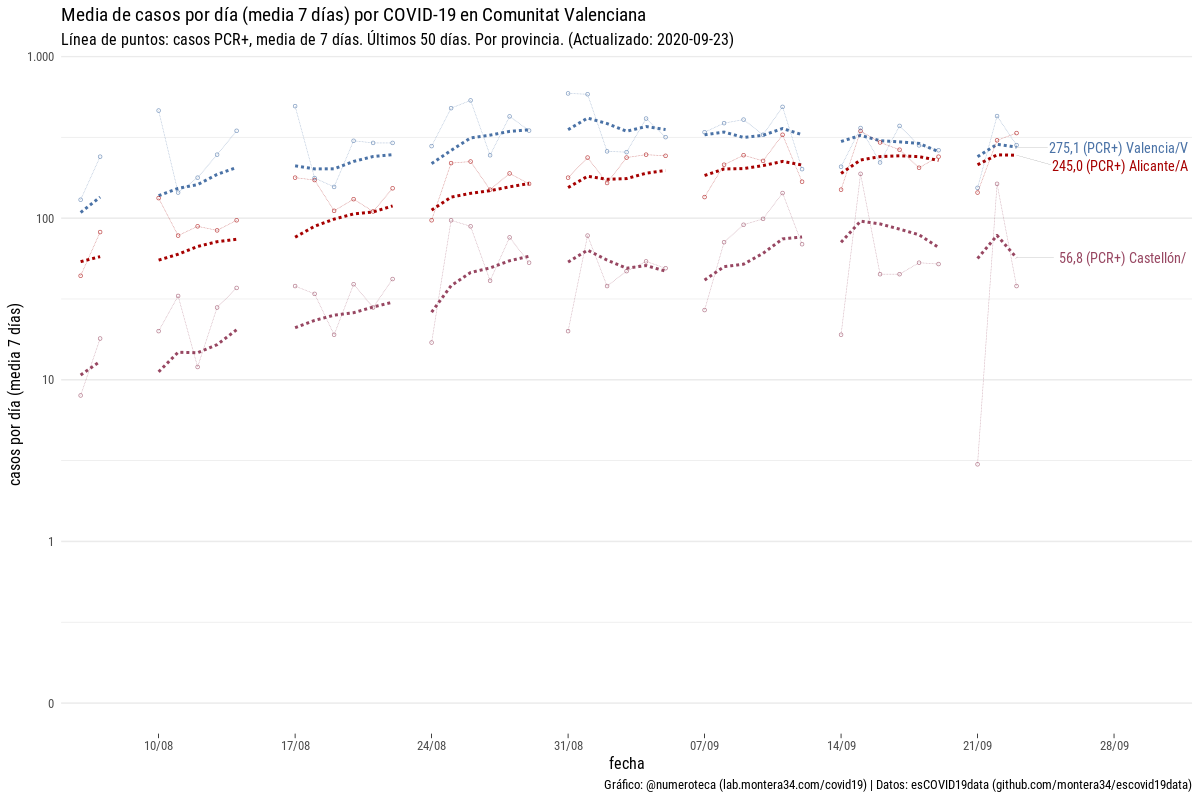 Media de casos por día (media 7 días) por COVID-19 en Comunitat Valenciana
Línea de puntos: casos PCR+, media de 7 días. Últimos 50 días. Por provincia. (Actualizado: 2020-09-23)
casos por día (media 7 días)
1.000
100
10
1
0
275,1 (PCR+) Valencia/V
245,0 (PCR+) Alicante/A
56,8 (PCR+) Castellón/
10/08
17/08
24/08
31/08
07/09
14/09
21/09
28/09
fecha
Gráfico: @numeroteca (lab.montera34.com/covid19) | Datos: esCOVID19data (github.com/montera34/escovid19data)